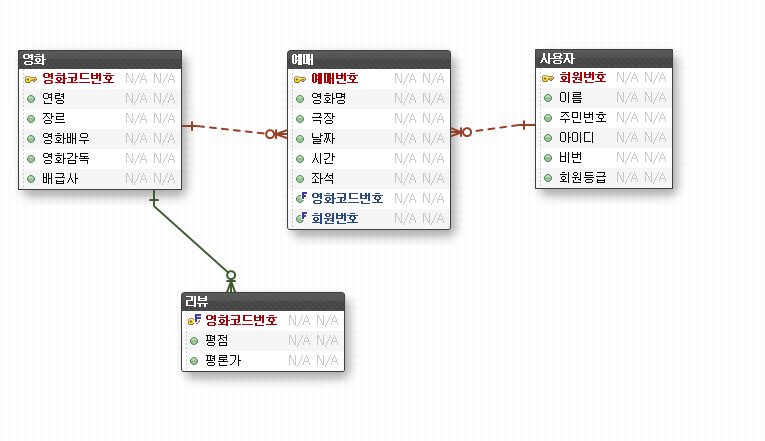 영화
영화코드번호 N/A N/A
연령 N/A N/A
장르 N/A N/A
영화배우 N/A N/A
영화감독 N/A N/A
배급사 N/A N/A
예매
예매번호 N/A N/A
영화명 N/A N/A
극장 N/A N/A
날짜 N/A N/A
시간 N/A N/A
좌석 N/A N/A
F 영화코드번호 N/A N/A
F 회원번호 N/A N/A
사용자
회원번호 N/A N/A
이름 N/A N/A
주민번호 N/A N/A
아이디 N/A N/A
비번 N/A N/A
회원등급 N/A N/A
리뷰
F 영화코드번호 N/A N/A
평점 N/A N/A
평론가 N/A N/A